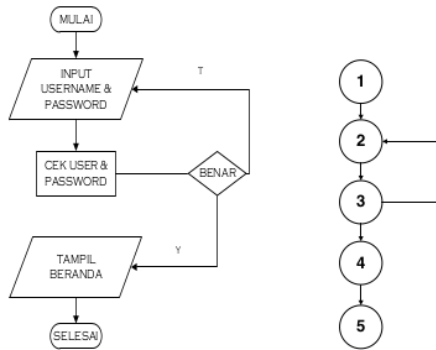 MULAI
INPUT
USERNAME &
PASSWORD
T
CEK USER &
PASSWORD
BENAR
Y
TAMPIL
BERANDA
SELESAI
1
2
3
4
5